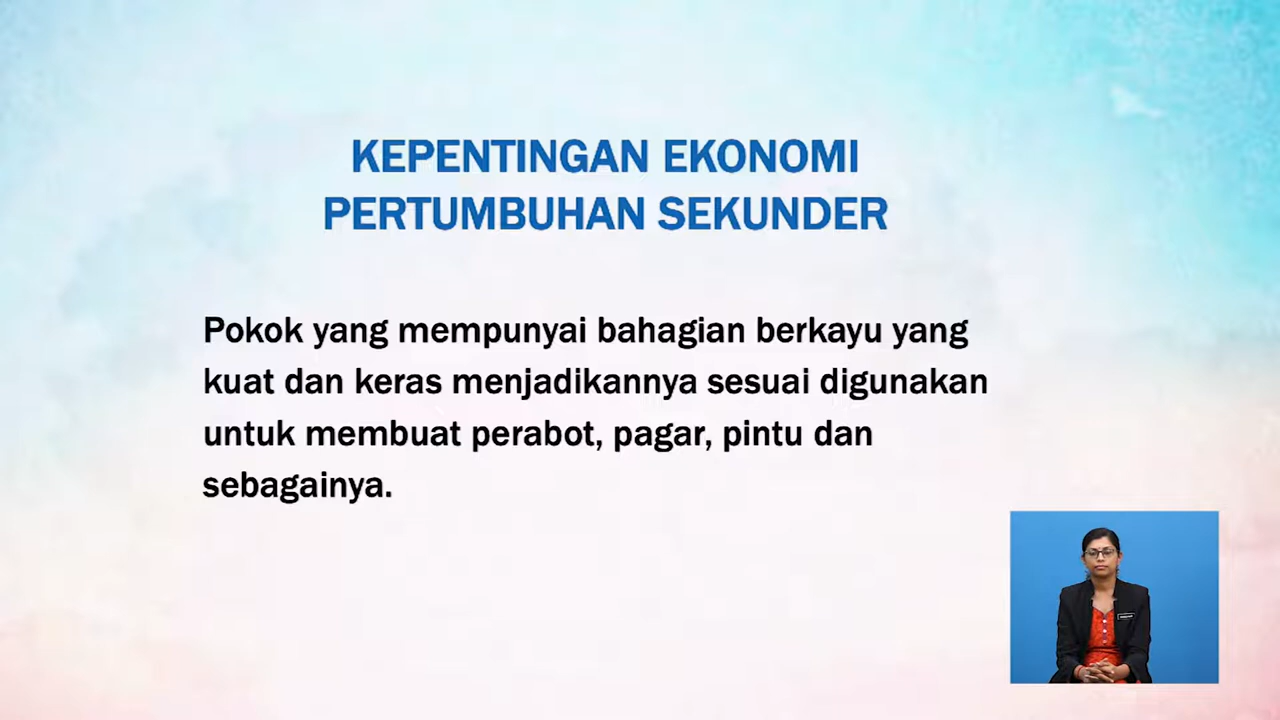 KEPENTINGAN EKONOMI
PERTUMBUHAN SEKUNDER
Pokok yang mempunyai bahagian berkayu yang
kuat dan keras menjadikannya sesuai digunakan
untuk membuat perabot, pagar, pintu dan
sebagainya.